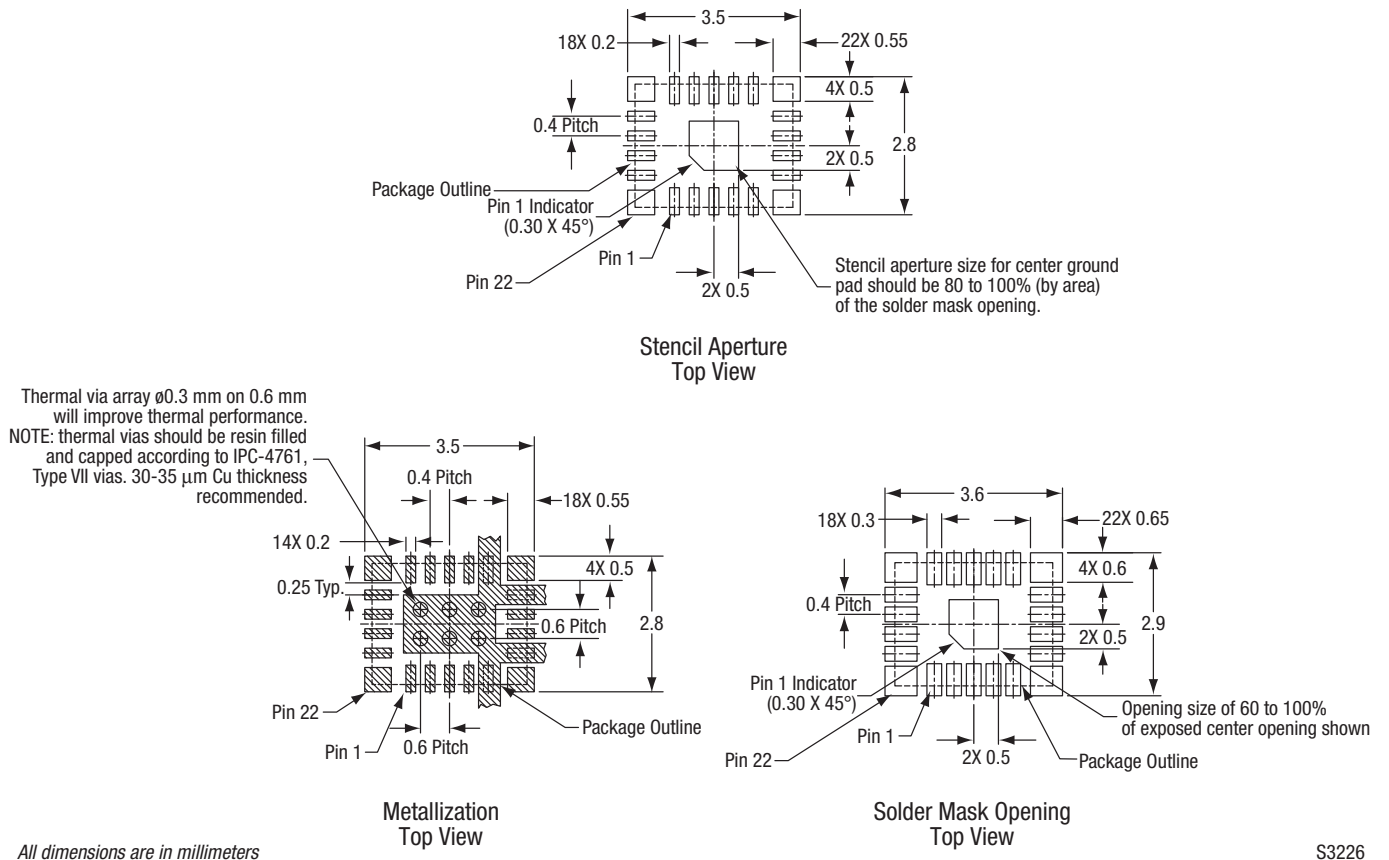 3.5
18X 0.2
22X 0.55
4X 0.5
0.4 Pitch
2.8
2X 0.5
Package Outline
Pin 1 Indicator
(0.30 X 45°)
Pin 1
Pin 22
2X 0.5
Stencil aperture size for center ground
pad should be 80 to 100% (by area)
of the solder mask opening.
Stencil Aperture
Top View
Thermal via array ø0.3 mm on 0.6 mm
will improve thermal performance.
NOTE: thermal vias should be resin filled
and capped according to IPC-4761,
Type VII vias. 30-35 μm Cu thickness
recommended.
3.5
0.4 Pitch
18X 0.55
14X 0.2
4X 0.5
0.25 Typ.
0.6 Pitch
2.8
Pin 22
Pin 1
0.6 Pitch
Package Outline
Metallization
Top View
3.6
18X 0.3
22X 0.65
4X 0.6
0.4 Pitch
2.9
2X 0.5
Pin 1 Indicator
(0.30 X 45°)
Pin 1
Pin 22
2X 0.5
Opening size of 60 to 100%
of exposed center opening shown
Package Outline
Solder Mask Opening
Top View
All dimensions are in millimeters
S3226